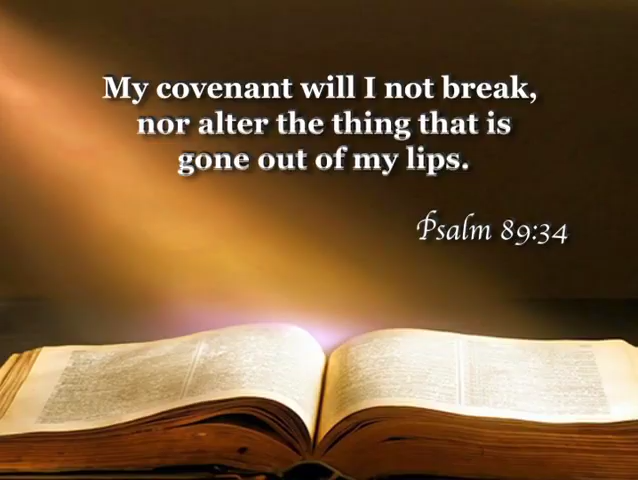 My covenant will I not break,
nor alter the thing that is
gone out of my lips.
Psalm 89:34